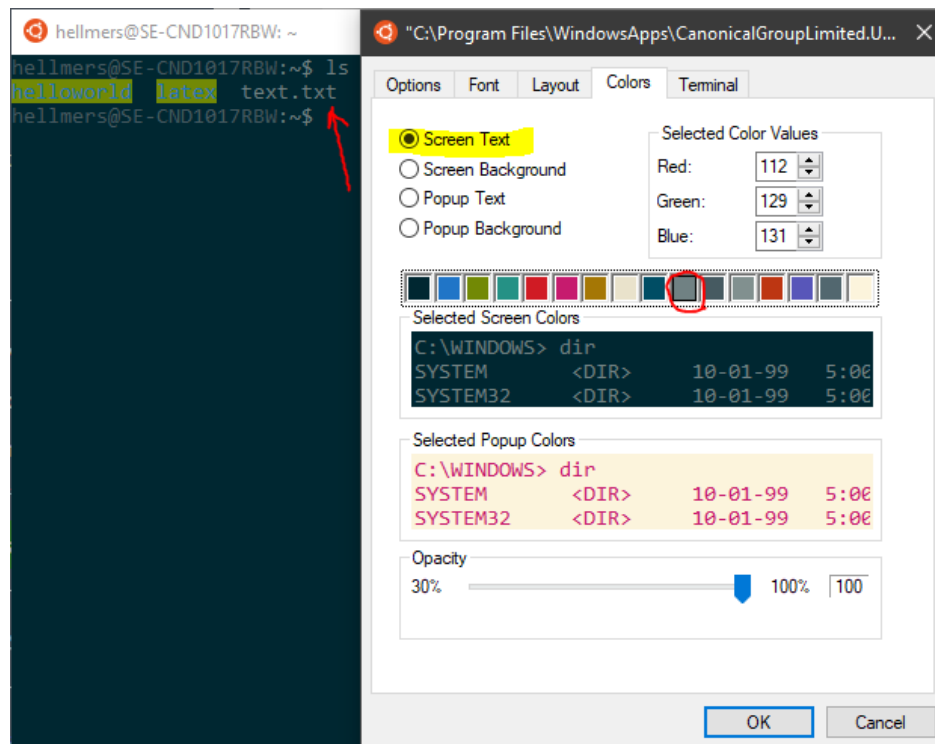 hellmers@SE-CND1017RBW: ~
hellmers@SE-CND1017RBW:~$ ls
helloworld latex text.txt
hellmers@SE-CND1017RBW:~$
"C:\Program Files\WindowsApps\CanonicalGroupLimited.U...
Options Font Layout Colors Terminal
Screen Text
Screen Background
Popup Text
Popup Background
Selected Color Values
Red: 112
Green: 129
Blue: 131
Selected Screen Colors
C:\WINDOWS> dir
SYSTEM <DIR> 10-01-99 5:00
SYSTEM32 <DIR> 10-01-99 5:00
Selected Popup Colors
C:\WINDOWS> dir
SYSTEM <DIR> 10-01-99 5:00
SYSTEM32 <DIR> 10-01-99 5:00
Opacity
30% 100% 100
OK Cancel